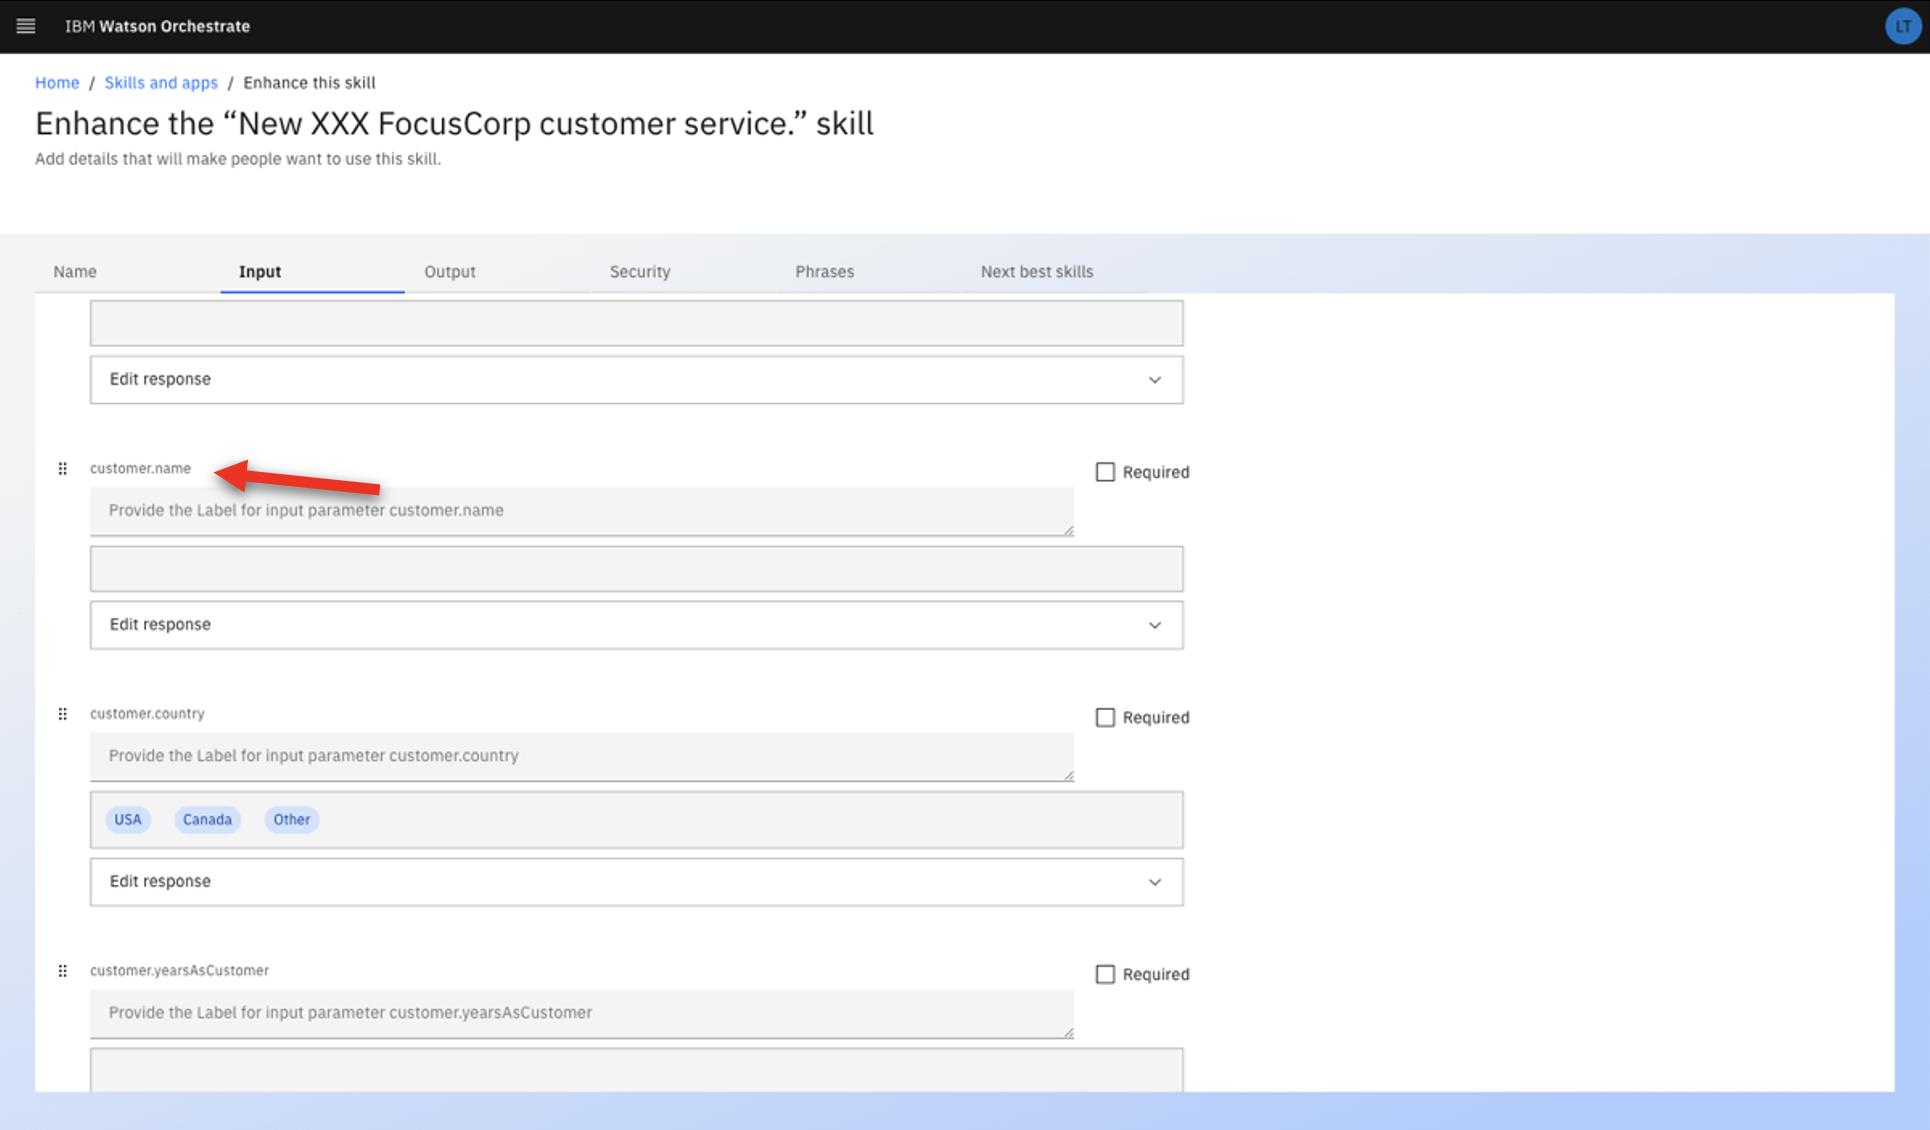 IBM Watson Orchestrate
LT
Home / Skills and apps / Enhance this skill
Enhance the “New XXX FocusCorp customer service.” skill
Add details that will make people want to use this skill.
Name Input Output Security Phrases Next best skills
Edit response
customer.name
Required
Provide the Label for input parameter customer.name
Edit response
customer.country
Required
Provide the Label for input parameter customer.country
USA Canada Other
Edit response
customer.yearsAsCustomer
Required
Provide the Label for input parameter customer.yearsAsCustomer